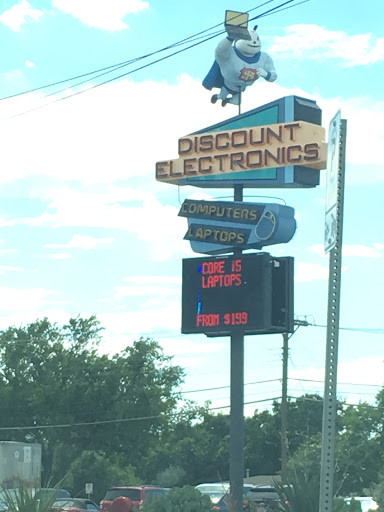 DISCOUNT
ELECTRONICS
COMPUTERS
LAPTOPS
CORE I5
LAPTOPS
FROM $199